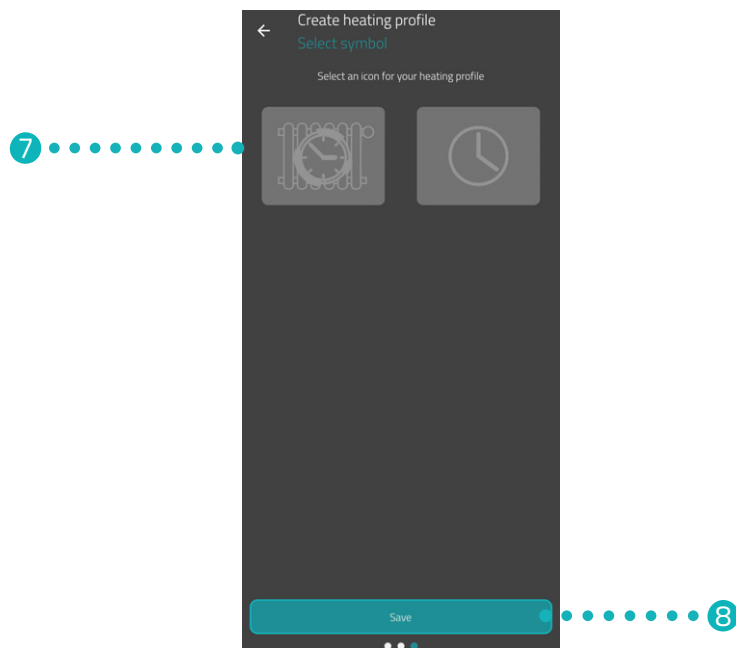 Create heating profile
Select symbol
Select an icon for your heating profile
7
Save
8